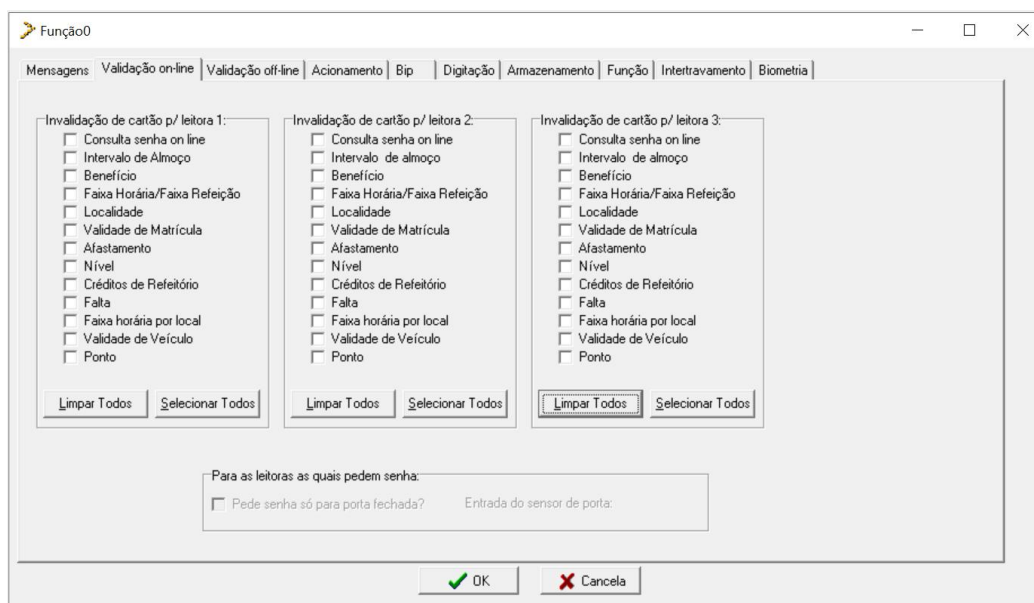 Função0
Mensagens Validação on-line Validação off-line Acionamento Bip Digitação Armazenamento Função Intertravamento Biometria
Invalidação de cartão p/ leitora 1:
Consulta senha on line
Intervalo de Almoço
Benefício
Faixa Horária/Faixa Refeição
Localidade
Validade de Matrícula
Afastamento
Nível
Créditos de Refeitório
Falta
Faixa horária por local
Validade de Veículo
Ponto
Limpar Todos Selecionar Todos
Invalidação de cartão p/ leitora 2:
Consulta senha on line
Intervalo de almoço
Benefício
Faixa Horária/Faixa Refeição
Localidade
Validade de Matrícula
Afastamento
Nível
Créditos de Refeitório
Falta
Faixa horária por local
Validade de Veículo
Ponto
Limpar Todos Selecionar Todos
Invalidação de cartão p/ leitora 3:
Consulta senha on line
Intervalo de almoço
Benefício
Faixa Horária/Faixa Refeição
Localidade
Validade de Matrícula
Afastamento
Nível
Créditos de Refeitório
Falta
Faixa horária por local
Validade de Veículo
Ponto
Limpar Todos Selecionar Todos
Para as leitoras as quais pedem senha:
Pede senha só para porta fechada? Entrada do sensor de porta:
OK Cancela